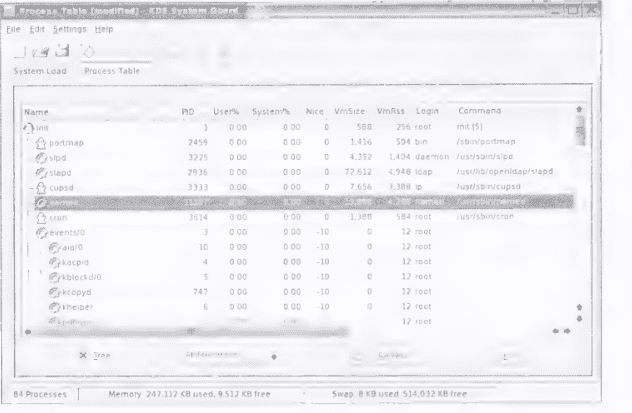 Process Table [modified] - KDE System Guard
File Edit Settings Help
System Load Process Table
Name PID User% System% Nice VmSize VmRss Login Command
init 1 0.00 0.00 0 588 256 root init [5]
portmap 2459 0.00 0.00 0 1,416 504 bin /sbin/portmap
slpd 3225 0.00 0.00 0 4,352 1,404 daemon /usr/sbin/slpd
slapd 2936 0.00 0.00 0 72,612 4,948 ldap /usr/lib/openldap/slapd
cupsd 3333 0.00 0.00 0 7,656 3,388 lp /usr/sbin/cupsd
named 0.00 0.00 0 named /usr/sbin/named
cron 3614 0.00 0.00 0 1,388 584 root /usr/sbin/cron
events/0 3 0.00 0.00 -10 0 12 root
aio/0 10 0.00 0.00 -10 0 12 root
kacpid 4 0.00 0.00 -10 0 12 root
kblockd/0 5 0.00 0.00 -10 0 12 root
kcopyd 747 0.00 0.00 -10 0 12 root
khelper 6 0.00 0.00 -10 0 12 root
12 root
Tree
84 Processes Memory: 247,112 KB used, 9,512 KB free Swap: 8 KB used, 514,032 KB free